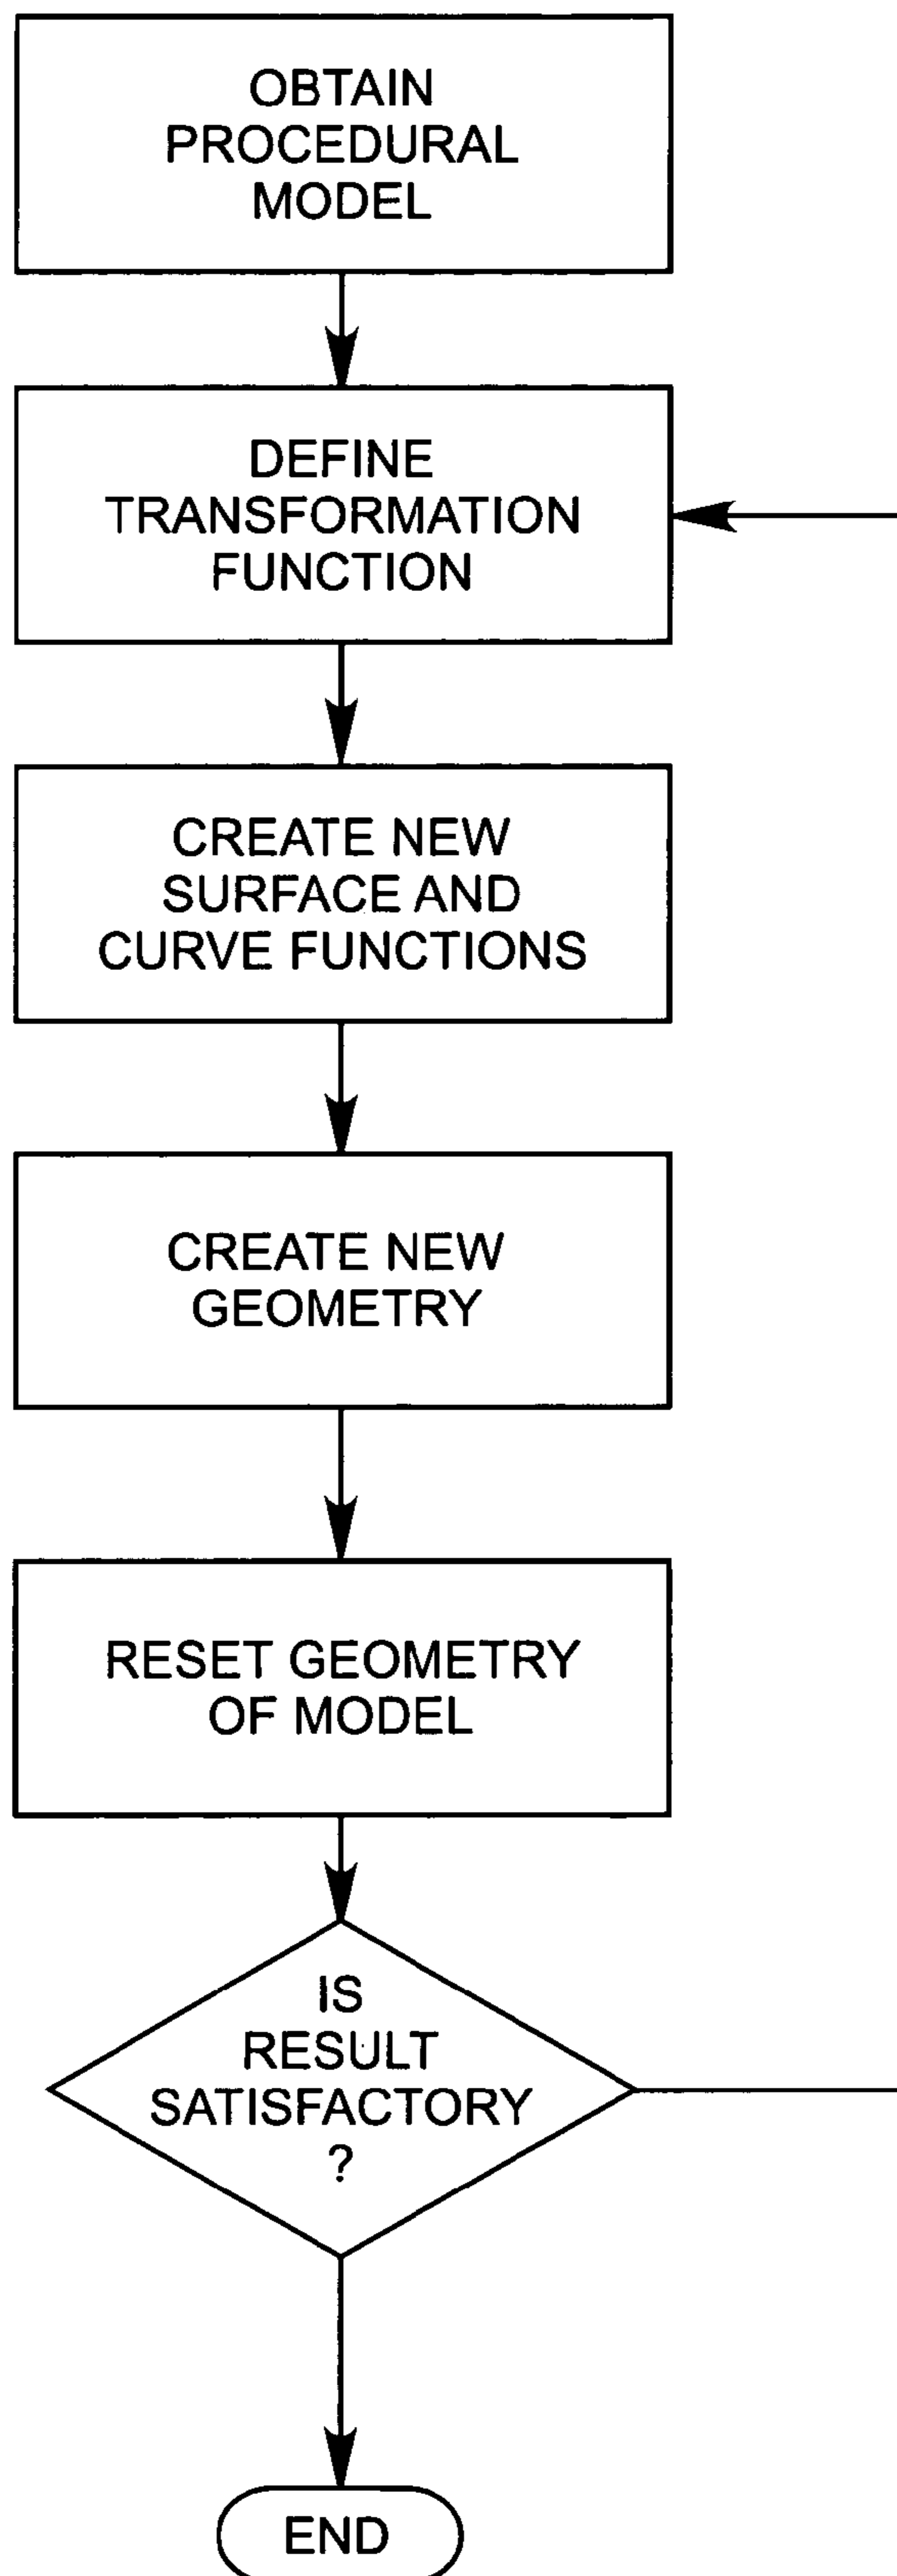 OBTAIN
PROCEDURAL
MODEL
DEFINE
TRANSFORMATION
FUNCTION
CREATE NEW
SURFACE AND
CURVE FUNCTIONS
CREATE NEW
GEOMETRY
RESET GEOMETRY
OF MODEL
IS
RESULT
SATISFACTORY
?
END